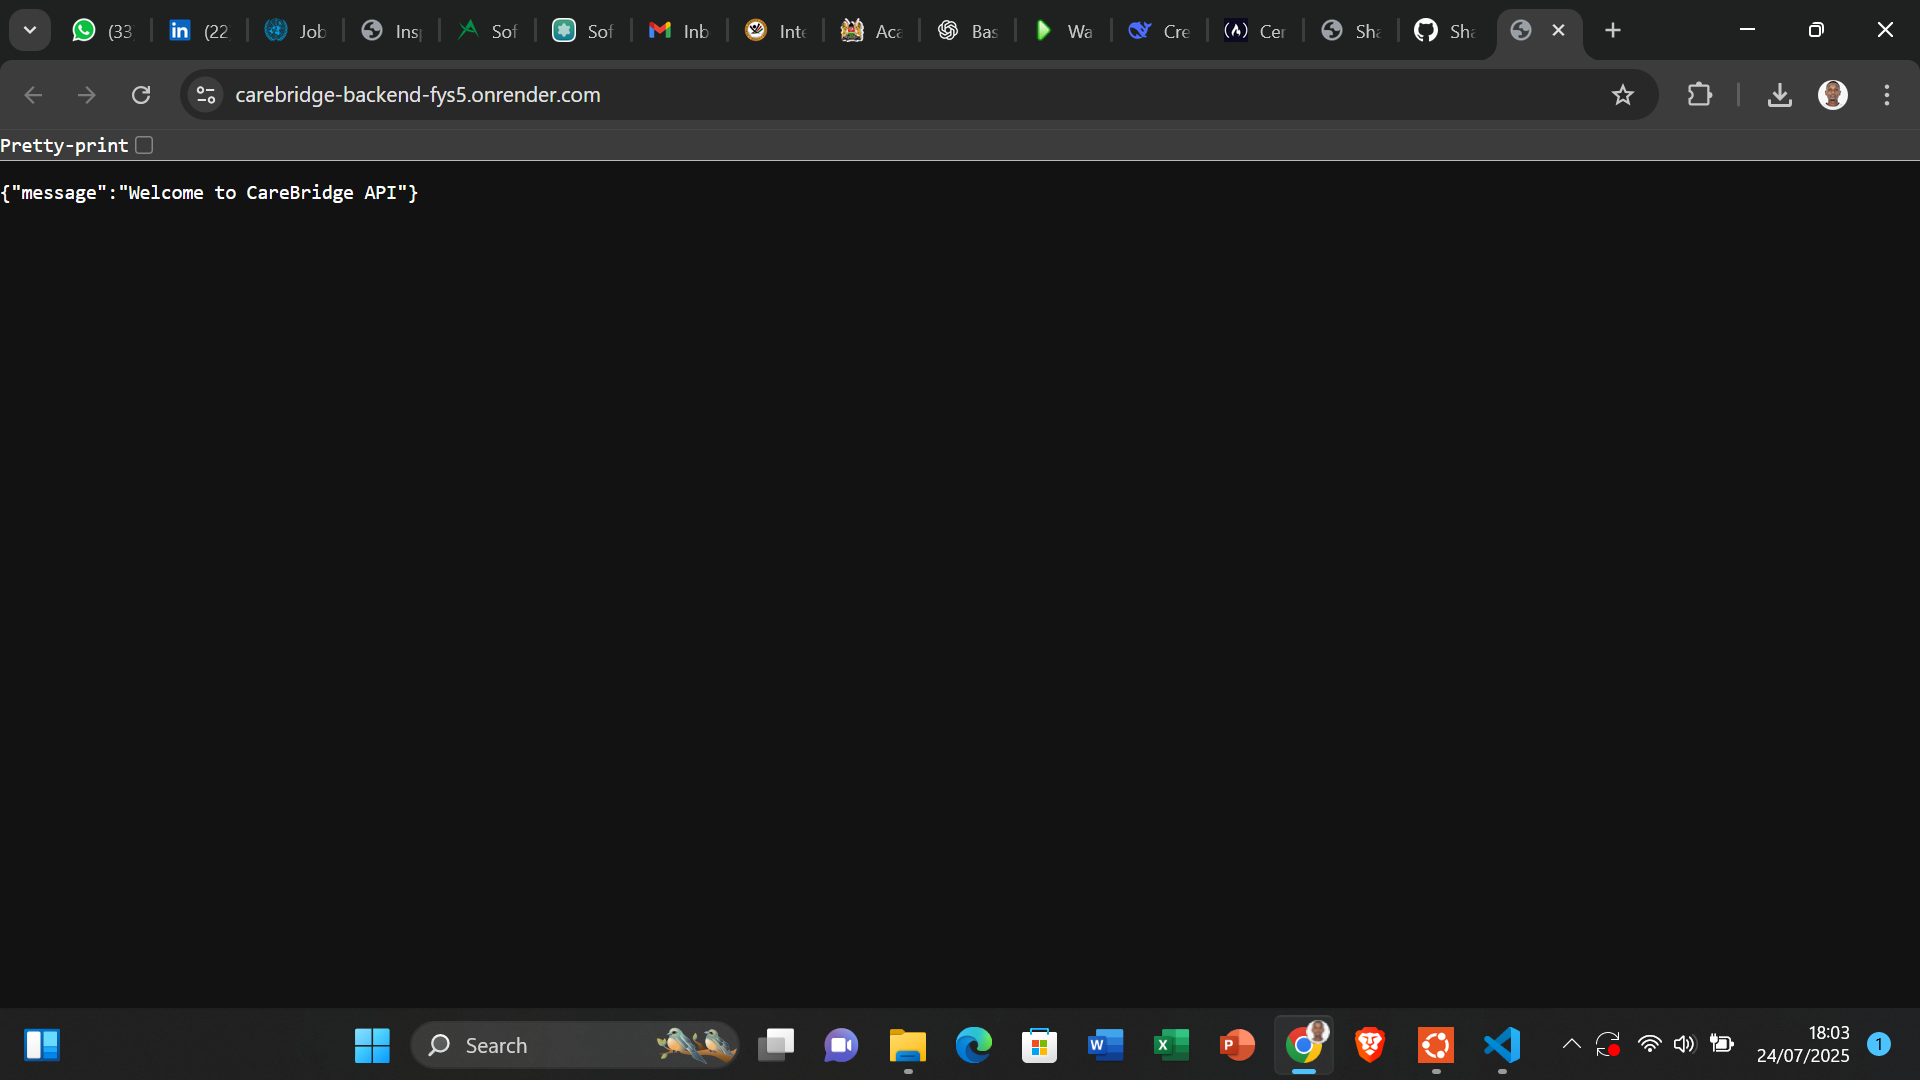 (33
(22
Job
Ins
Sof
Sof
Inb
Inte
Aca
Bas
Wa
Cre
Cer
Sha
Sha
carebridge-backend-fys5.onrender.com
Pretty-print
{"message":"Welcome to CareBridge API"}
Search
18:03
24/07/2025
1